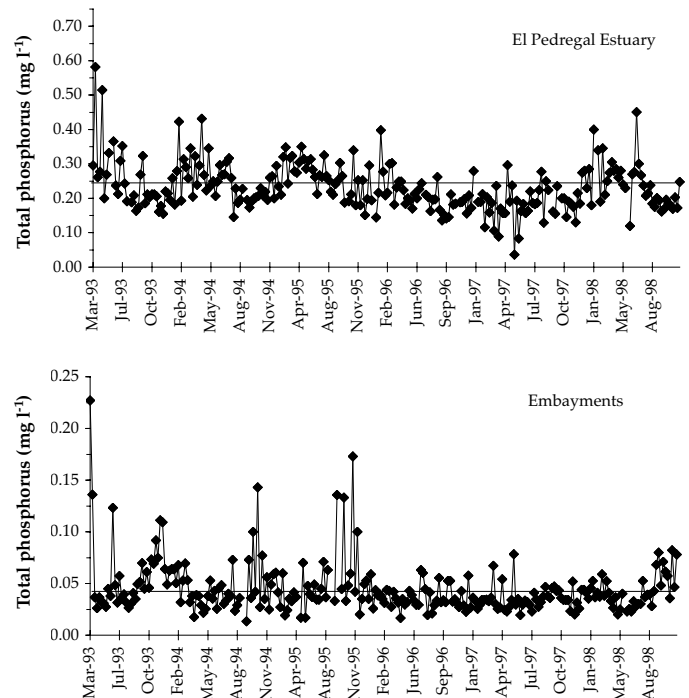 El Pedregal Estuary
Total phosphorus (mg l-1)
0.70
0.60
0.50
0.40
0.30
0.20
0.10
0.00
Mar-93
Jul-93
Oct-93
Feb-94
May-94
Aug-94
Nov-94
Apr-95
Aug-95
Nov-95
Feb-96
Jun-96
Sep-96
Jan-97
Apr-97
Jul-97
Oct-97
Jan-98
May-98
Aug-98
Embayments
Total phosphorus (mg l-1)
0.25
0.20
0.15
0.10
0.05
0.00
Mar-93
Jul-93
Oct-93
Feb-94
May-94
Aug-94
Nov-94
Apr-95
Aug-95
Nov-95
Feb-96
Jun-96
Sep-96
Jan-97
Apr-97
Jul-97
Oct-97
Jan-98
May-98
Aug-98